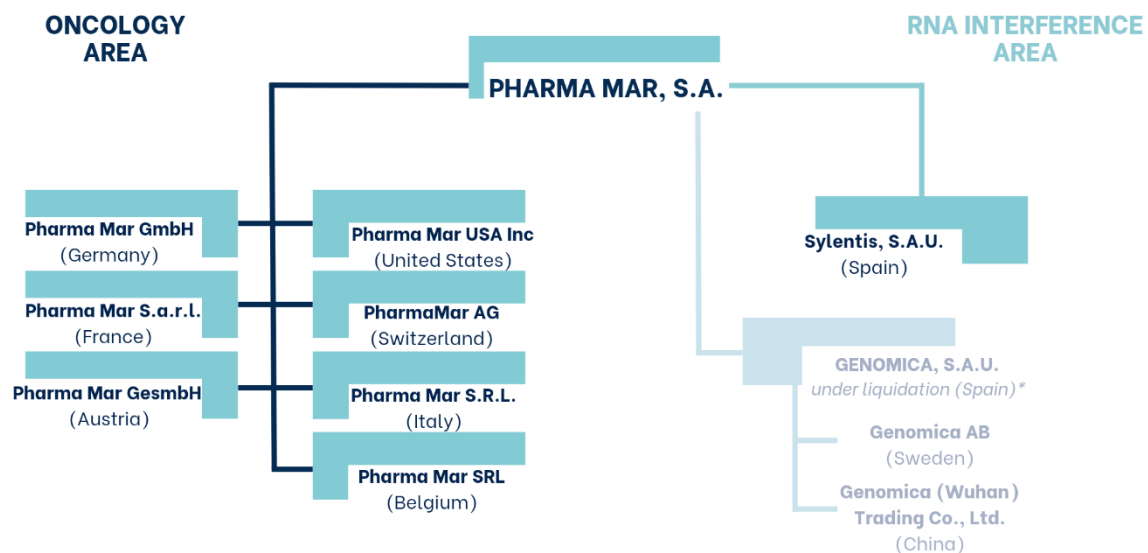 ONCOLOGY
AREA
RNA INTERFERENCE
AREA
PHARMA MAR, S.A.
Pharma Mar GmbH
(Germany)
Pharma Mar USA Inc
(United States)
Sylentis, S.A.U.
(Spain)
Pharma Mar S.a.r.l.
(France)
PharmaMar AG
(Switzerland)
Pharma Mar GesmbH
(Austria)
Pharma Mar S.R.L.
(Italy)
Pharma Mar SRL
(Belgium)
GENOMICA, S.A.U.
under liquidation (Spain)*
Genomica AB
(Sweden)
Genomica (Wuhan)
Trading Co., Ltd.
(China)